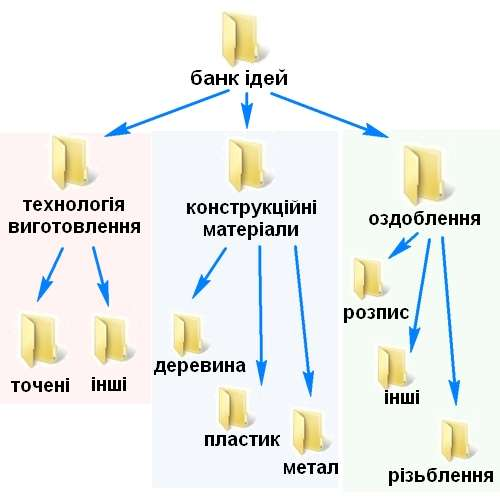 банк ідей
технологія
виготовлення
конструкційні
матеріали
оздоблення
точені
інші
деревина
пластик
метал
розпис
інші
різьблення